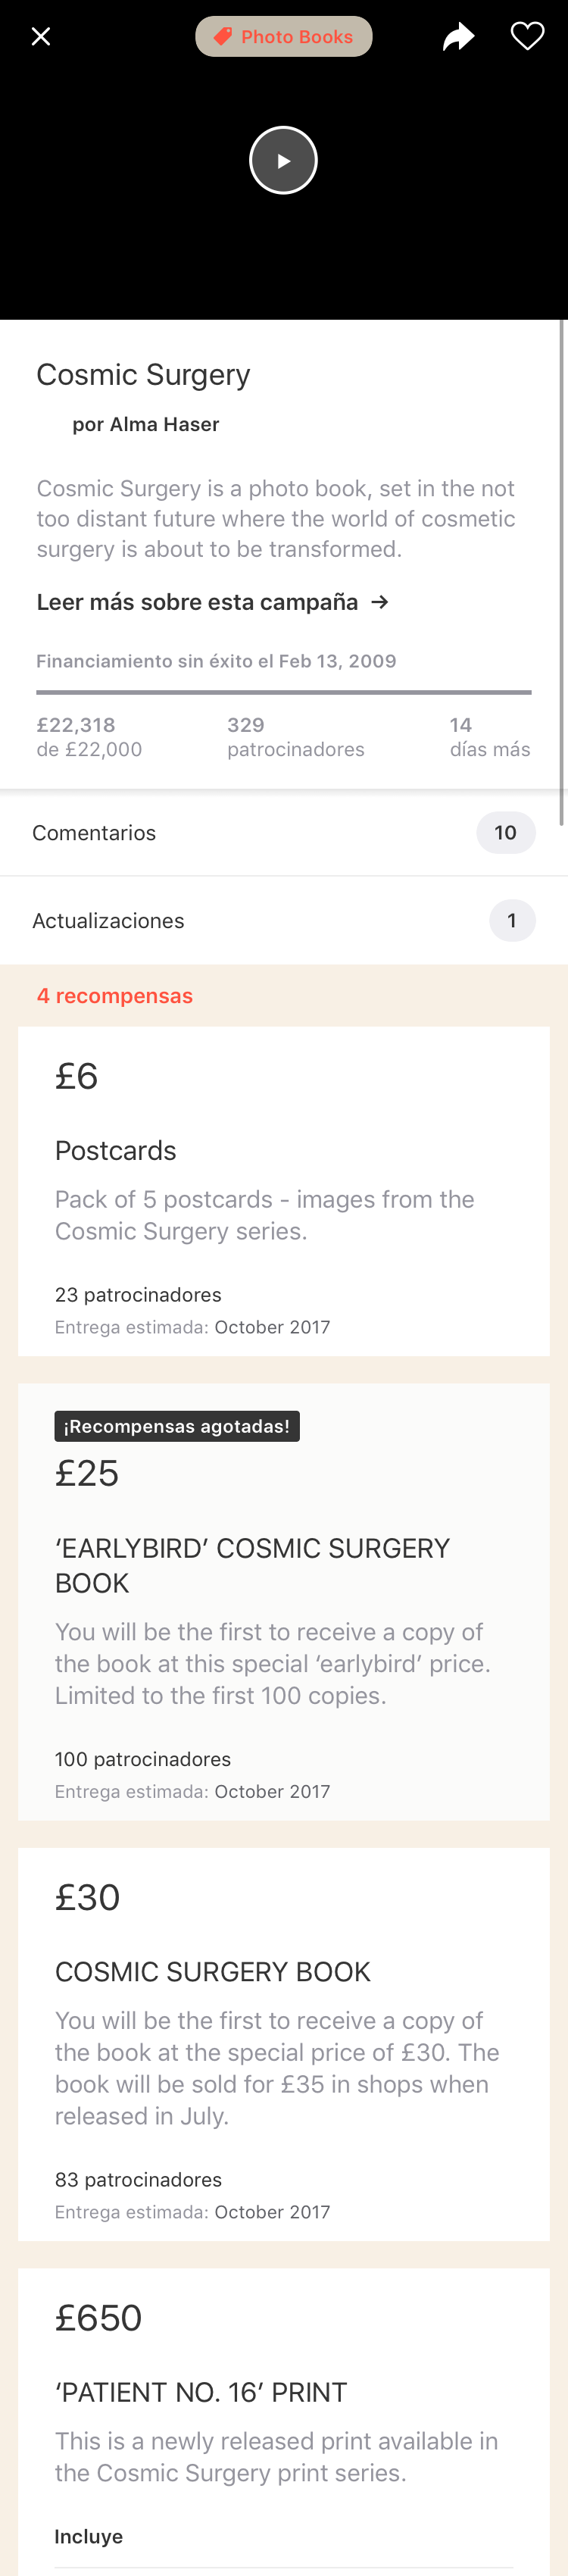 Photo Books
Cosmic Surgery
por Alma Haser
Cosmic Surgery is a photo book, set in the not
too distant future where the world of cosmetic
surgery is about to be transformed.
Leer más sobre esta campaña →
Financiamiento sin éxito el Feb 13, 2009
£22,318 329 14
de £22,000 patrocinadores días más
Comentarios 10
Actualizaciones 1
4 recompensas
£6
Postcards
Pack of 5 postcards - images from the
Cosmic Surgery series.
23 patrocinadores
Entrega estimada: October 2017
¡Recompensas agotadas!
£25
‘EARLYBIRD’ COSMIC SURGERY
BOOK
You will be the first to receive a copy of
the book at this special ‘earlybird’ price.
Limited to the first 100 copies.
100 patrocinadores
Entrega estimada: October 2017
£30
COSMIC SURGERY BOOK
You will be the first to receive a copy of
the book at the special price of £30. The
book will be sold for £35 in shops when
released in July.
83 patrocinadores
Entrega estimada: October 2017
£650
‘PATIENT NO. 16’ PRINT
This is a newly released print available in
the Cosmic Surgery print series.
Incluye